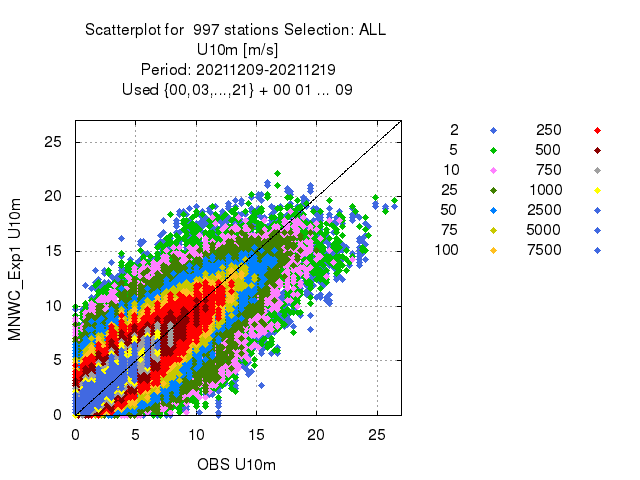 Scatterplot for  997 stations Selection: ALL
U10m [m/s]
Period: 20211209-20211219
Used {00,03,...,21} + 00 01 ... 09
MNWC_Exp1 U10m
25
20
15
10
5
0
0 5 10 15 20 25
OBS U10m
2 250
5 500
10 750
25 1000
50 2500
75 5000
100 7500